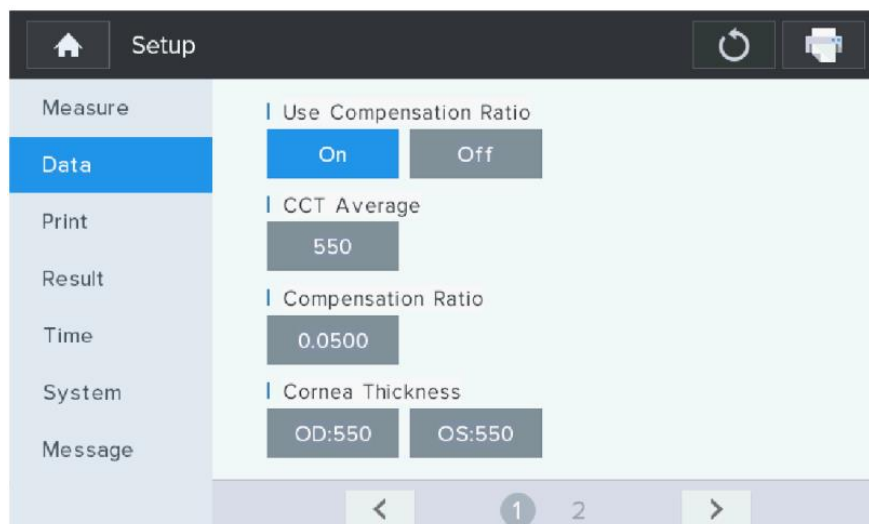 Setup
Measure
Data
Print
Result
Time
System
Message
Use Compensation Ratio
On Off
CCT Average
550
Compensation Ratio
0.0500
Cornea Thickness
OD:550 OS:550
< 1 2 >